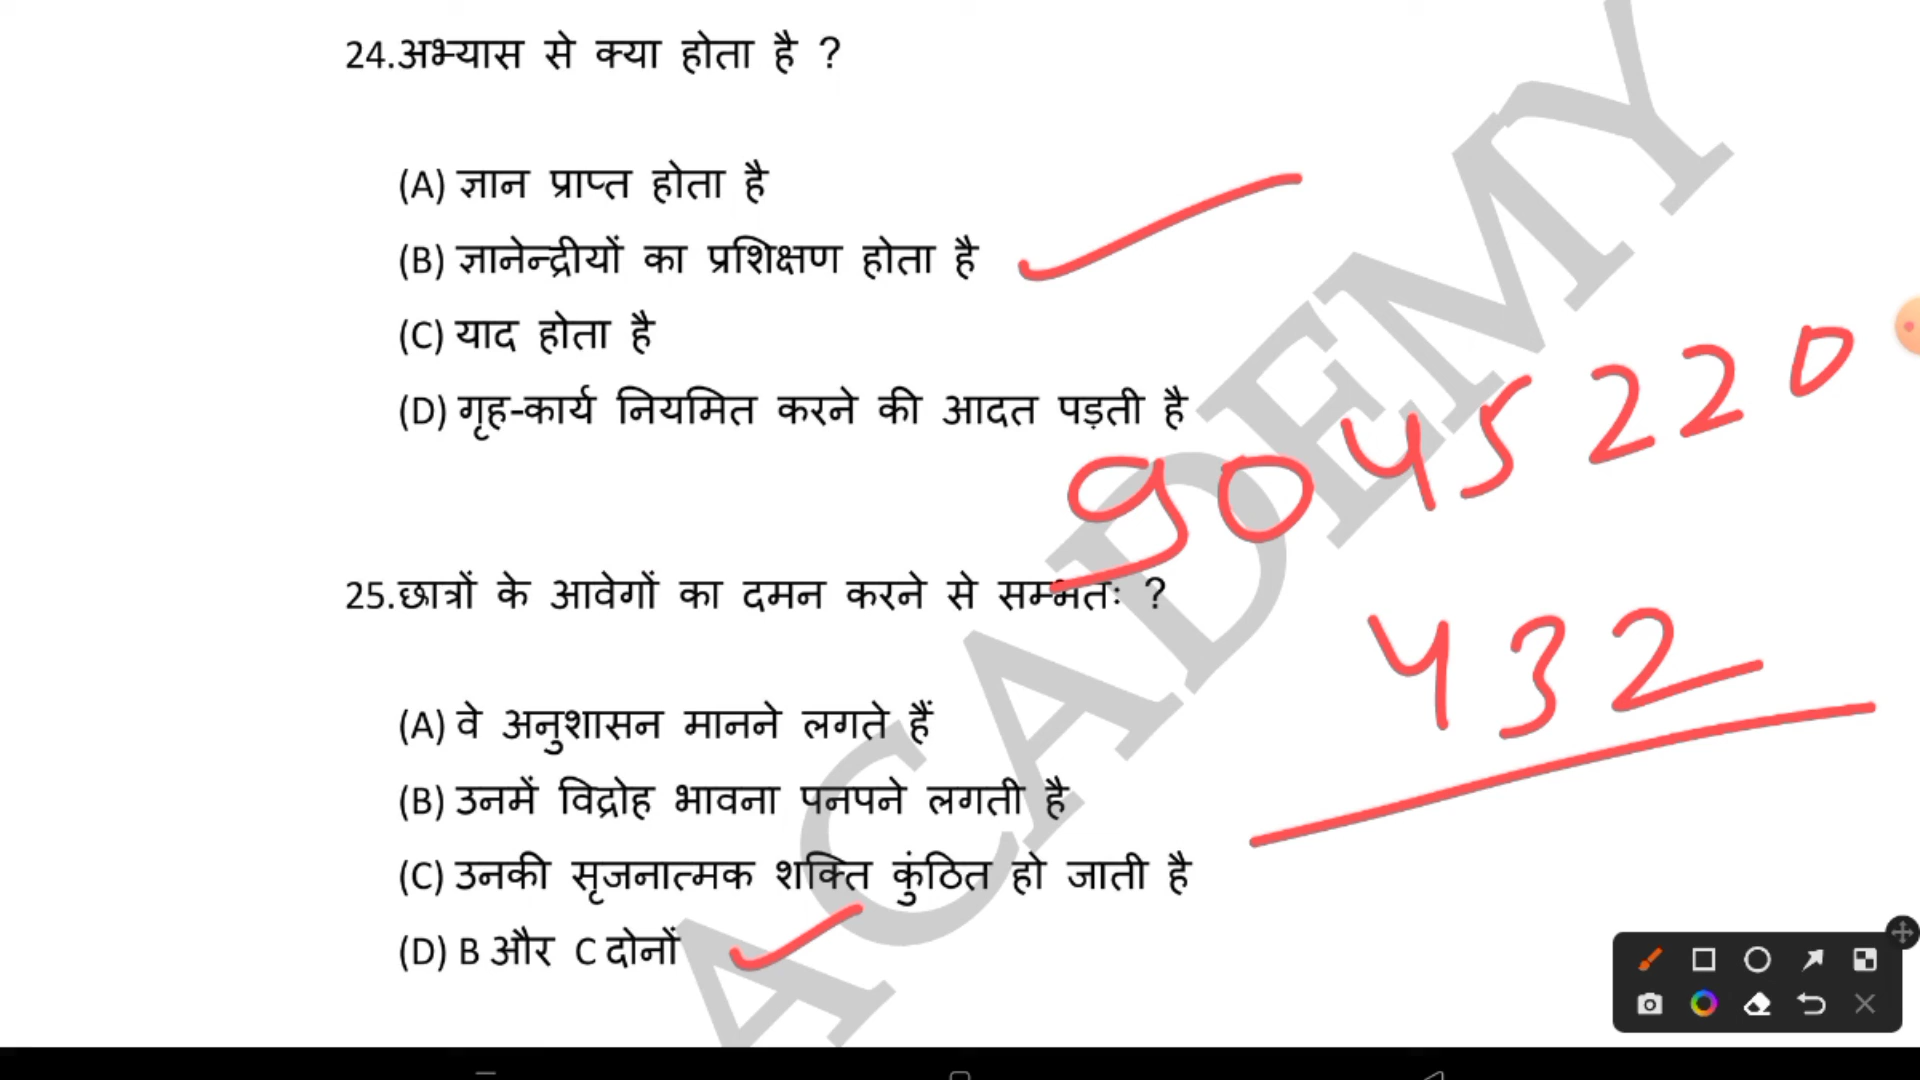 24.अभ्यास से क्या होता है ?
(A) ज्ञान प्राप्त होता है
(B) ज्ञानेन्द्रीयों का प्रशिक्षण होता है
(C) याद होता है
(D) गृह-कार्य नियमित करने की आदत पड़ती है
9045220
25.छात्रों के आवेगों का दमन करने से सम्भतः ?
432
(A) वे अनुशासन मानने लगते हैं
(B) उनमें विद्रोह भावना पनपने लगती है
(C) उनकी सृजनात्मक शक्ति कुंठित हो जाती है
(D) B और C दोनों
ACADEMY